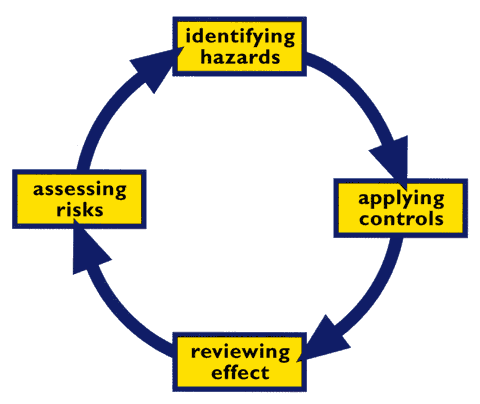 identifying
hazards
applying
controls
reviewing
effect
assessing
risks